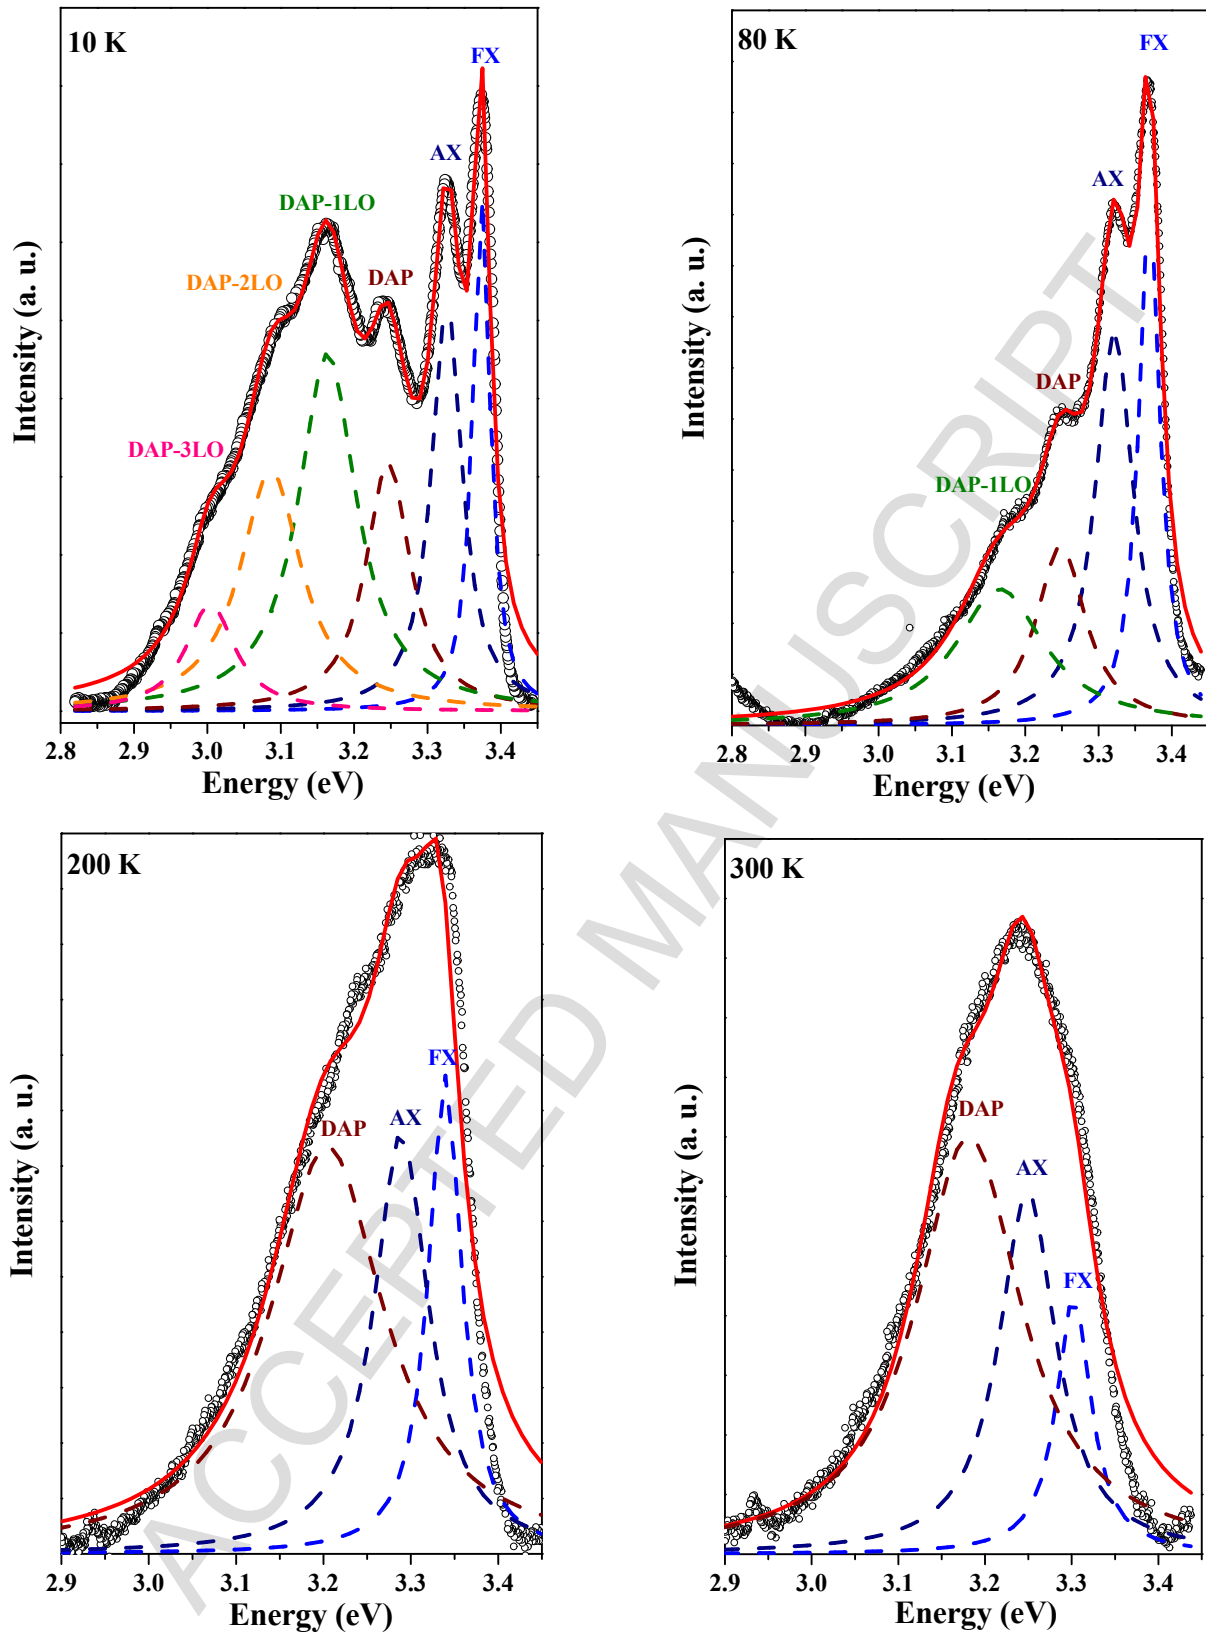 10 K
FX
AX
DAP-1LO
DAP-2LO
DAP
DAP-3LO
Intensity (a. u.)
2.8 2.9 3.0 3.1 3.2 3.3 3.4
Energy (eV)
80 K
FX
AX
DAP
DAP-1LO
Intensity (a. u.)
2.8 2.9 3.0 3.1 3.2 3.3 3.4
Energy (eV)
200 K
FX
AX
DAP
Intensity (a. u.)
2.9 3.0 3.1 3.2 3.3 3.4
Energy (eV)
300 K
DAP
AX
FX
Intensity (a. u.)
2.9 3.0 3.1 3.2 3.3 3.4
Energy (eV)
ACCEPTED MANUSCRIPT